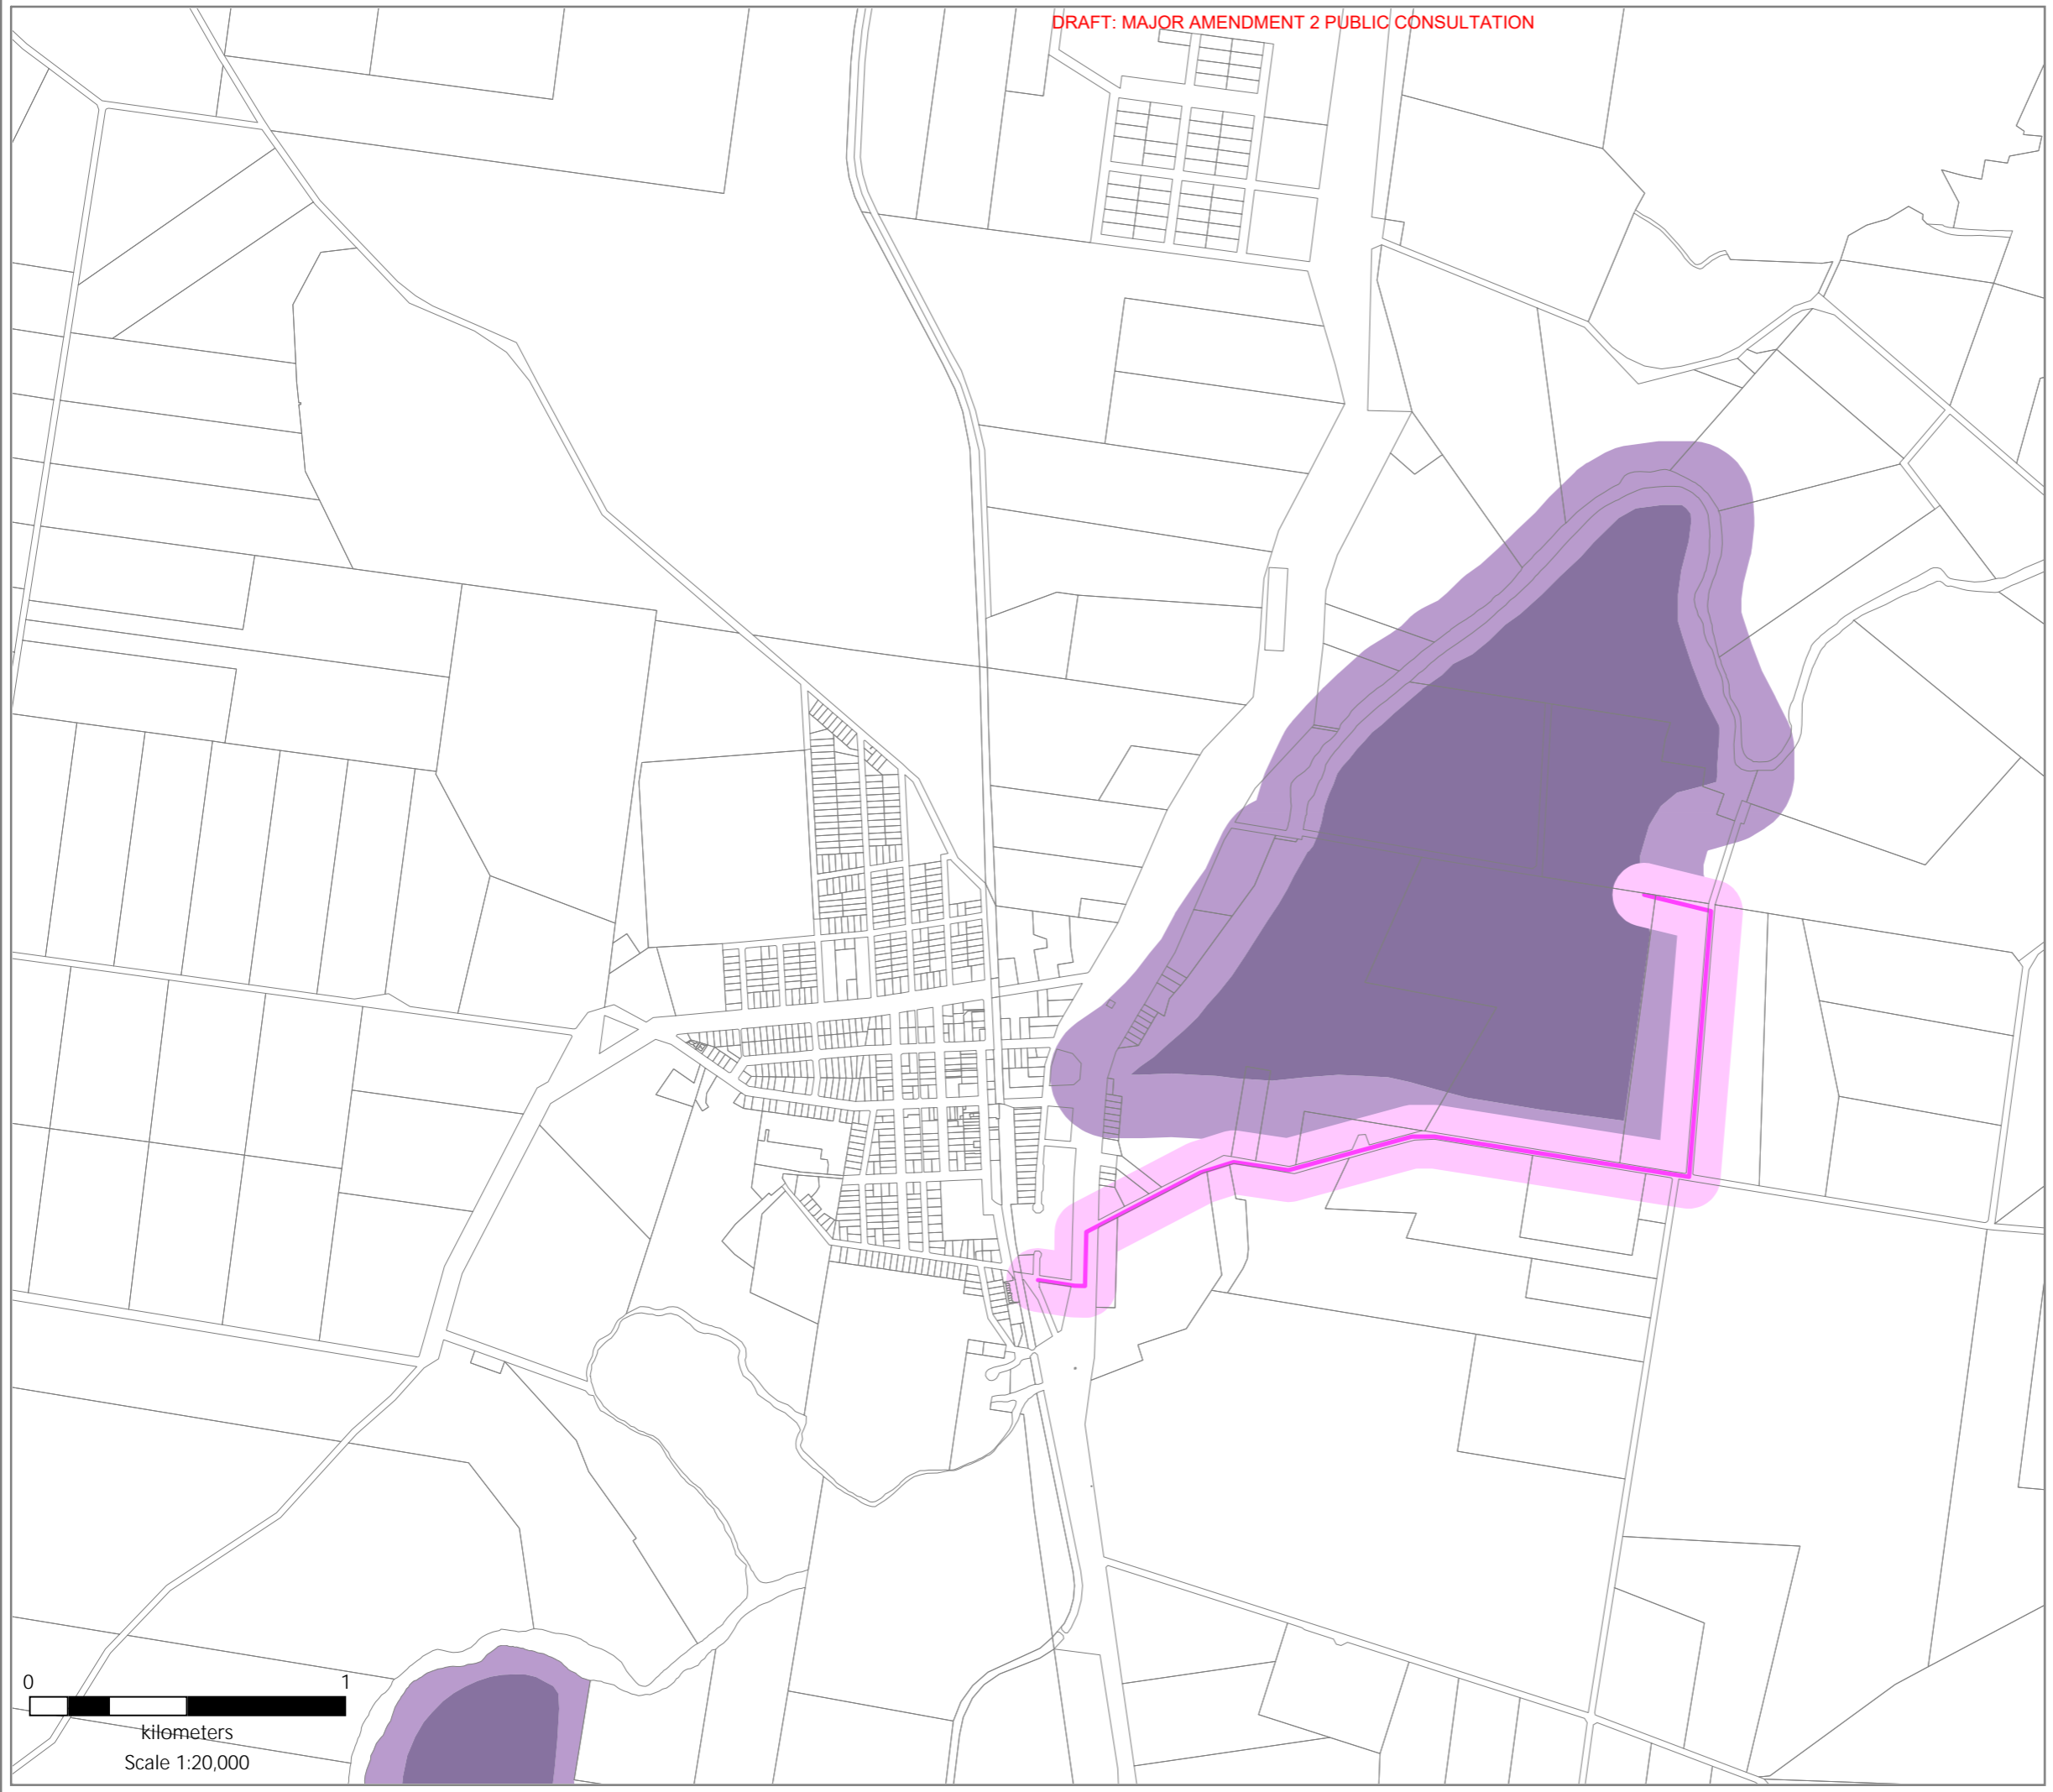 DRAFT: MAJOR AMENDMENT 2 PUBLIC CONSULTATION
0 1
kilometers
Scale 1:20,000